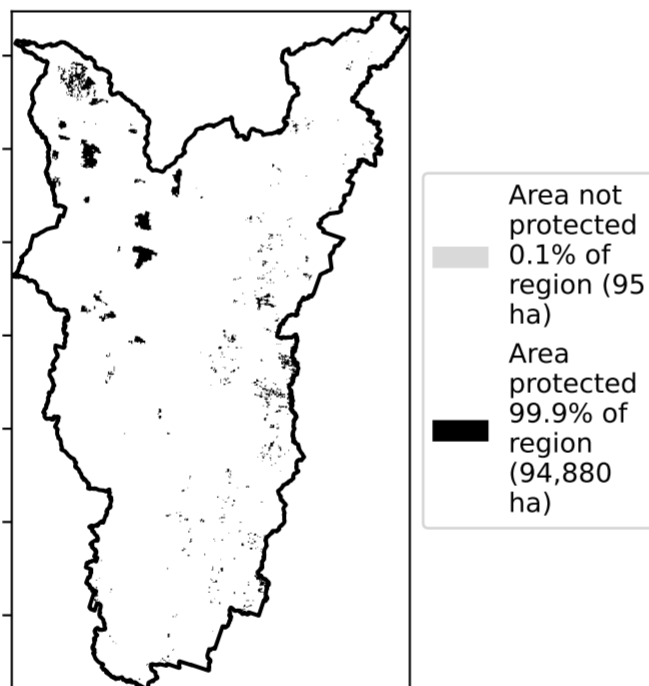 Area not
protected
0.1% of
region (95
ha)
Area
protected
99.9% of
region
(94,880
ha)